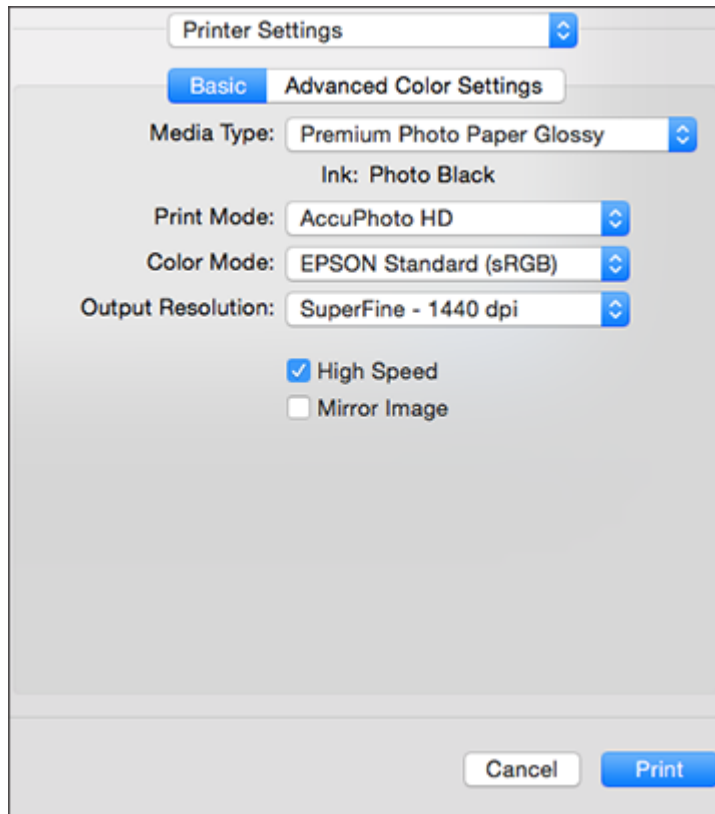 Printer Settings
Basic Advanced Color Settings
Media Type: Premium Photo Paper Glossy
Ink: Photo Black
Print Mode: AccuPhoto HD
Color Mode: EPSON Standard (sRGB)
Output Resolution: SuperFine - 1440 dpi
High Speed
Mirror Image
Cancel Print